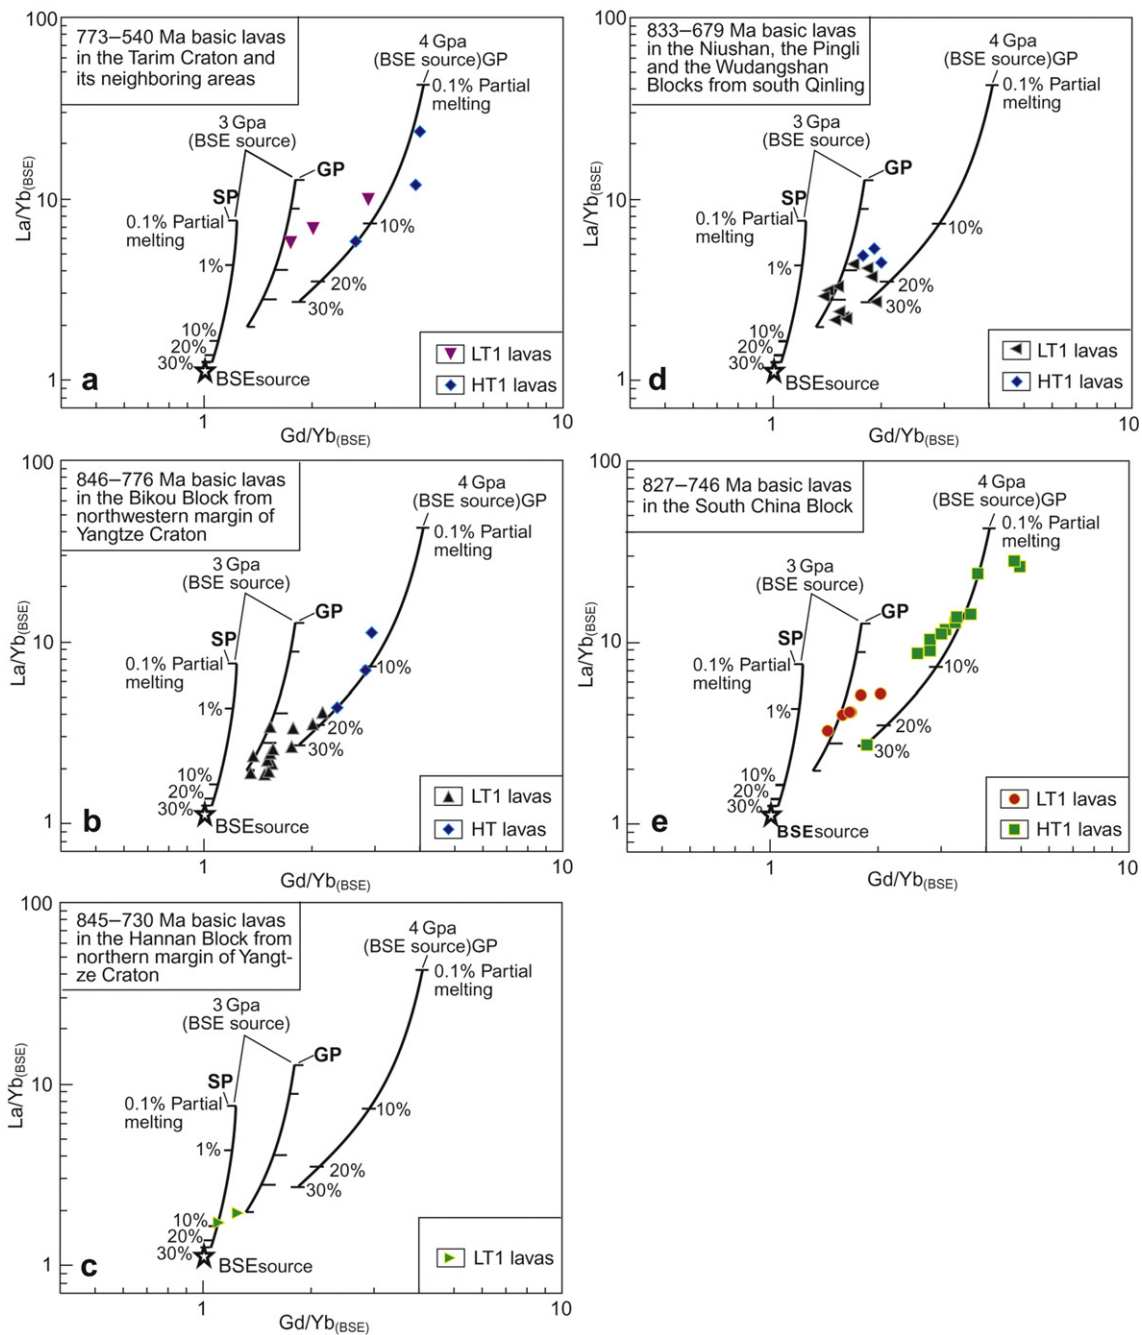 100
773–540 Ma basic lavas
in the Tarim Craton and
its neighboring areas
4 Gpa
(BSE source)GP
0.1% Partial
melting
3 Gpa
(BSE source)
GP
SP
0.1% Partial
melting
1%
10%
20%
30%
10%
20%
30%
BSEsource
La/Yb(BSE)
10
1
a
LT1 lavas
HT1 lavas
1
10
Gd/Yb(BSE)
100
833–679 Ma basic lavas
in the Niushan, the Pingli
and the Wudangshan
Blocks from south Qinling
4 Gpa
(BSE source)GP
0.1% Partial
melting
3 Gpa
(BSE source)
GP
SP
0.1% Partial
melting
1%
10%
20%
30%
10%
20%
30%
BSEsource
La/Yb(BSE)
10
1
d
LT1 lavas
HT1 lavas
1
10
Gd/Yb(BSE)
100
846–776 Ma basic lavas
in the Bikou Block from
northwestern margin of
Yangtze Craton
4 Gpa
(BSE source)GP
0.1% Partial
melting
3 Gpa
(BSE source)
GP
SP
0.1% Partial
melting
1%
10%
20%
30%
10%
20%
30%
BSEsource
La/Yb(BSE)
10
1
b
LT1 lavas
HT lavas
1
10
Gd/Yb(BSE)
100
827–746 Ma basic lavas
in the South China Block
4 Gpa
(BSE source)GP
0.1% Partial
melting
3 Gpa
(BSE source)
GP
SP
0.1% Partial
melting
1%
10%
20%
30%
10%
20%
30%
BSEsource
La/Yb(BSE)
10
1
e
LT1 lavas
HT1 lavas
1
10
Gd/Yb(BSE)
100
845–730 Ma basic lavas
in the Hannan Block from
northern margin of Yangt-
ze Craton
4 Gpa
(BSE source)GP
0.1% Partial
melting
3 Gpa
(BSE source)
GP
SP
0.1% Partial
melting
1%
10%
20%
30%
10%
20%
30%
BSEsource
La/Yb(BSE)
10
1
c
LT1 lavas
1
10
Gd/Yb(BSE)